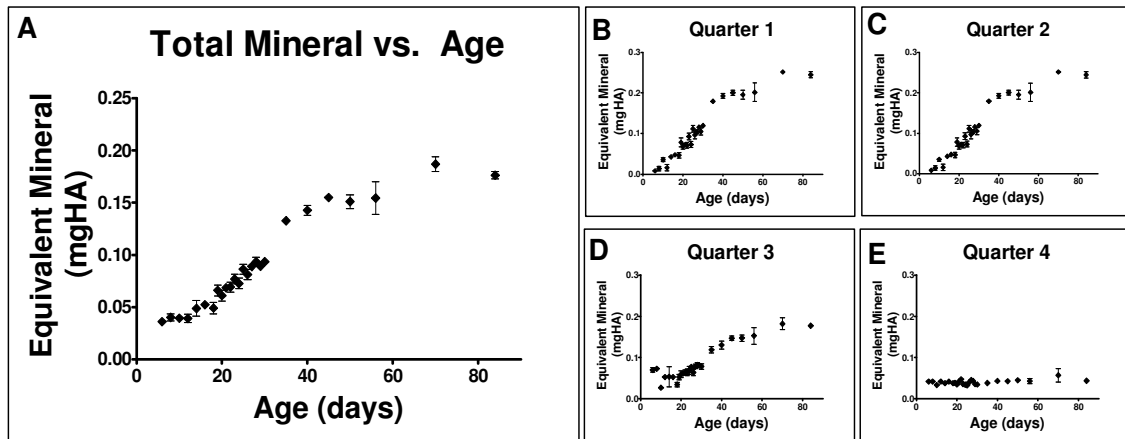 A
Total Mineral vs. Age
Equivalent Mineral
(mgHA)
0.25
0.20
0.15
0.10
0.05
0.00
0 20 40 60 80
Age (days)
B
Quarter 1
Equivalent Mineral
(mgHA)
0.3
0.2
0.1
0.0
0 20 40 60 80
Age (days)
C
Quarter 2
Equivalent Mineral
(mgHA)
0.3
0.2
0.1
0.0
0 20 40 60 80
Age (days)
D
Quarter 3
Equivalent Mineral
(mgHA)
0.3
0.2
0.1
0.0
0 20 40 60 80
Age (days)
E
Quarter 4
Equivalent Mineral
(mgHA)
0.3
0.2
0.1
0.0
0 20 40 60 80
Age (days)